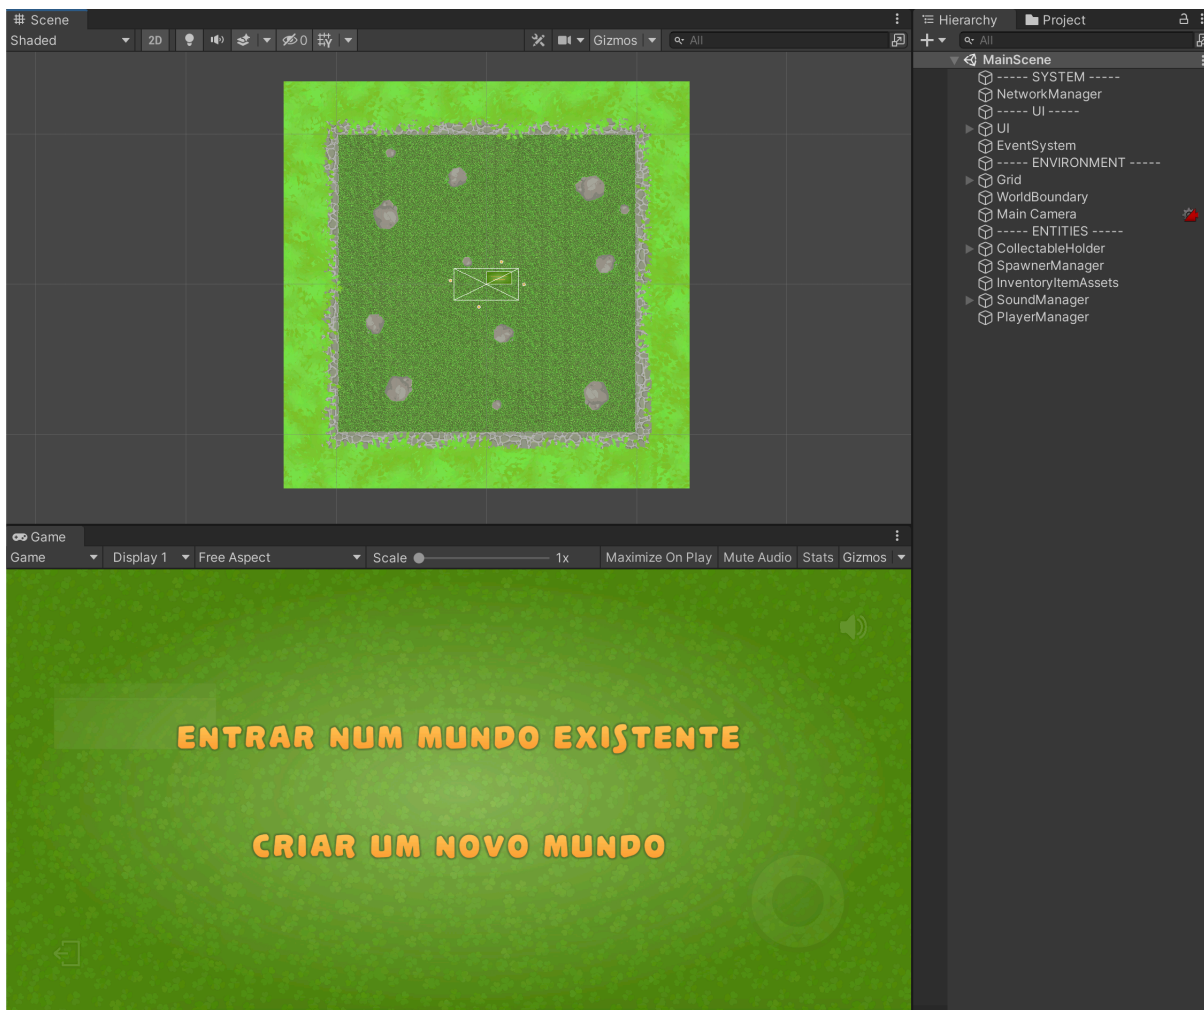 Scene
Shaded
2D
0
Gizmos
All
Hierarchy
Project
All
MainScene
----- SYSTEM -----
NetworkManager
----- UI -----
UI
EventSystem
----- ENVIRONMENT -----
Grid
WorldBoundary
Main Camera
----- ENTITIES -----
CollectableHolder
SpawnerManager
InventoryItemAssets
SoundManager
PlayerManager
Game
Game
Display 1
Free Aspect
Scale
1x
Maximize On Play
Mute Audio
Stats
Gizmos
ENTRAR NUM MUNDO EXISTENTE
CRIAR UM NOVO MUNDO